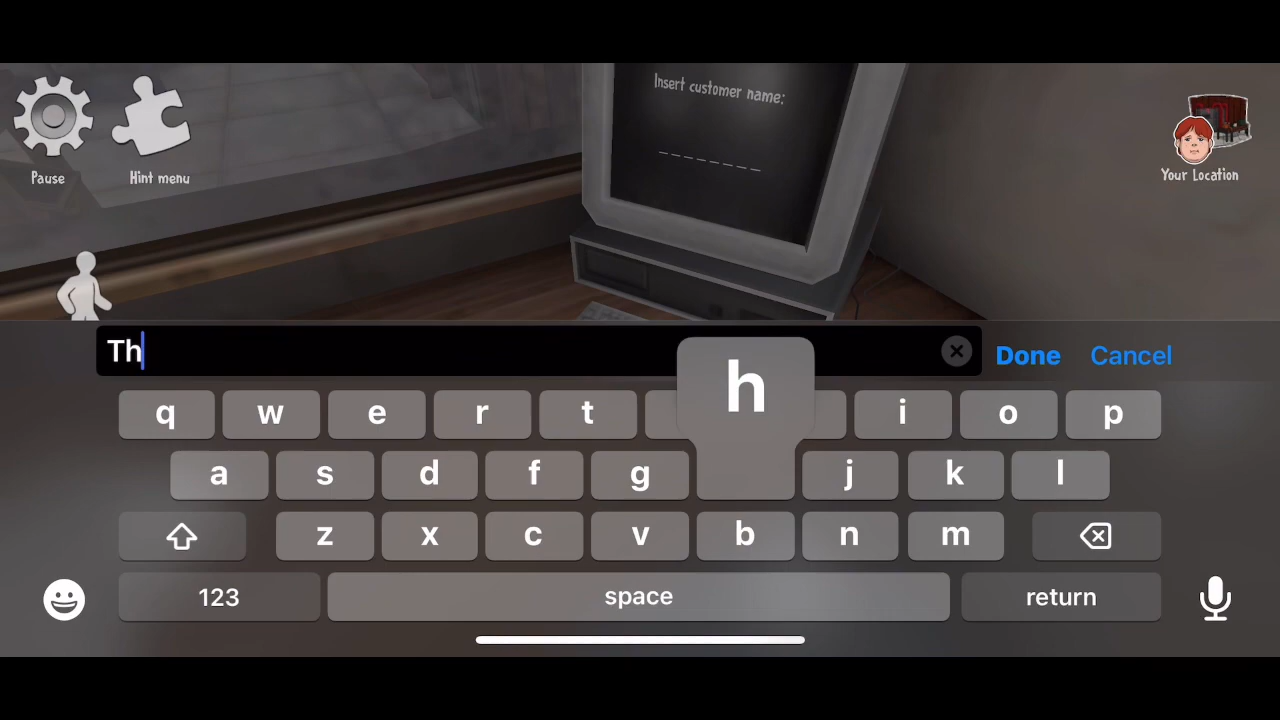 Insert customer name:
_ _ _ _ _ _ _ _
Pause
Hint menu
Your Location
Th
Done
Cancel
h
q w e r t i o p
a s d f g j k l
z x c v b n m
123
space
return